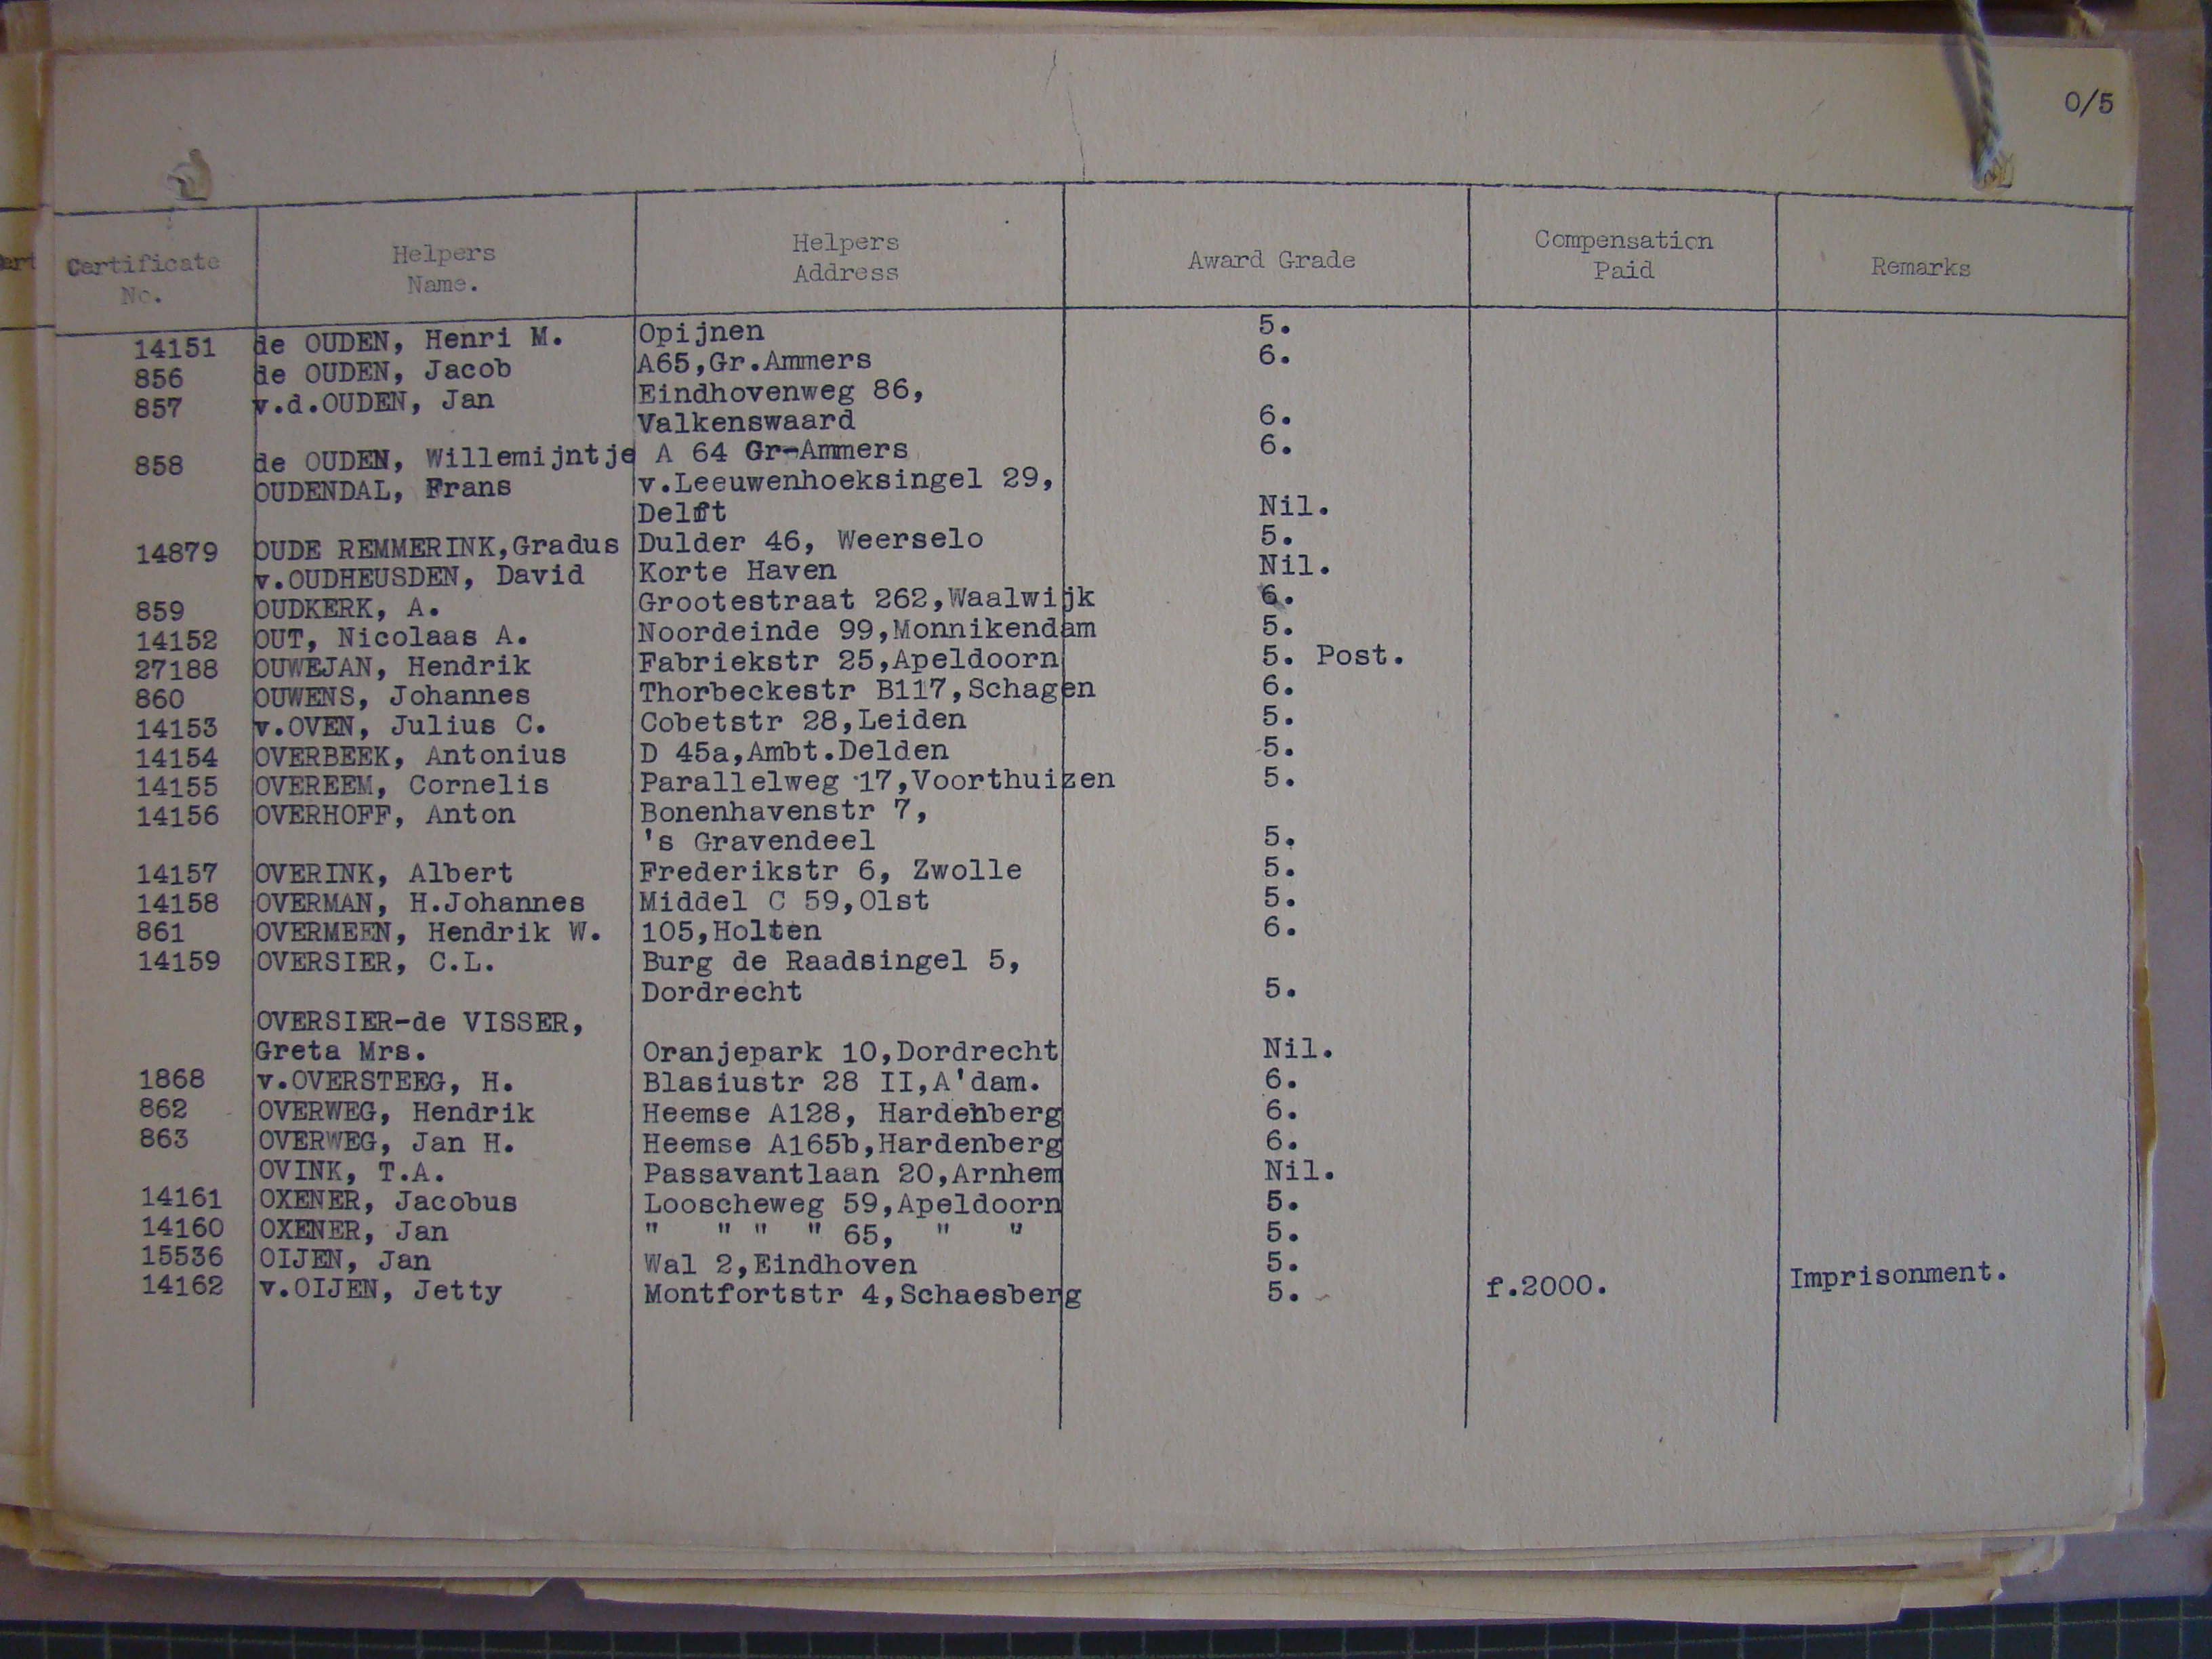 0/5
Certificate No. Helpers Name. Helpers Address Award Grade Compensation Paid Remarks
14151 de OUDEN, Henri M. Opijnen 5.
856 de OUDEN, Jacob A65,Gr.Ammers 6.
857 v.d.OUDEN, Jan Eindhovenweg 86,
Valkenswaard 6.
858 de OUDEN, Willemijntje A 64 Gr-Ammers 6.
OUDENDAL, Frans v.Leeuwenhoeksingel 29,
Delft Nil.
14879 OUDE REMMERINK,Gradus Dulder 46, Weerselo 5.
v.OUDHEUSDEN, David Korte Haven Nil.
859 OUDKERK, A. Grootestraat 262,Waalwijk 6.
14152 OUT, Nicolaas A. Noordeinde 99,Monnikendam 5.
27188 OUWEJAN, Hendrik Fabriekstr 25,Apeldoorn 5. Post.
860 OUWENS, Johannes Thorbeckestr B117,Schagen 6.
14153 v.OVEN, Julius C. Cobetstr 28,Leiden 5.
14154 OVERBEEK, Antonius D 45a,Ambt.Delden 5.
14155 OVEREEM, Cornelis Parallelweg 17,Voorthuizen 5.
14156 OVERHOFF, Anton Bonenhavenstr 7,
's Gravendeel 5.
14157 OVERINK, Albert Frederikstr 6, Zwolle 5.
14158 OVERMAN, H.Johannes Middel C 59,Olst 5.
861 OVERMEEN, Hendrik W. 105,Holten 6.
14159 OVERSIER, C.L. Burg de Raadsingel 5,
Dordrecht 5.
OVERSIER-de VISSER,
Greta Mrs. Oranjepark 10,Dordrecht Nil.
1868 v.OVERSTEEG, H. Blasiustr 28 II,A'dam. 6.
862 OVERWEG, Hendrik Heemse A128, Hardenberg 6.
863 OVERWEG, Jan H. Heemse A165b,Hardenberg 6.
OVINK, T.A. Passavantlaan 20,Arnhem Nil.
14161 OXENER, Jacobus Looscheweg 59,Apeldoorn 5.
14160 OXENER, Jan " " " " 65, " " 5.
15536 OIJEN, Jan Wal 2,Eindhoven 5.
14162 v.OIJEN, Jetty Montfortstr 4,Schaesberg 5. f.2000. Imprisonment.